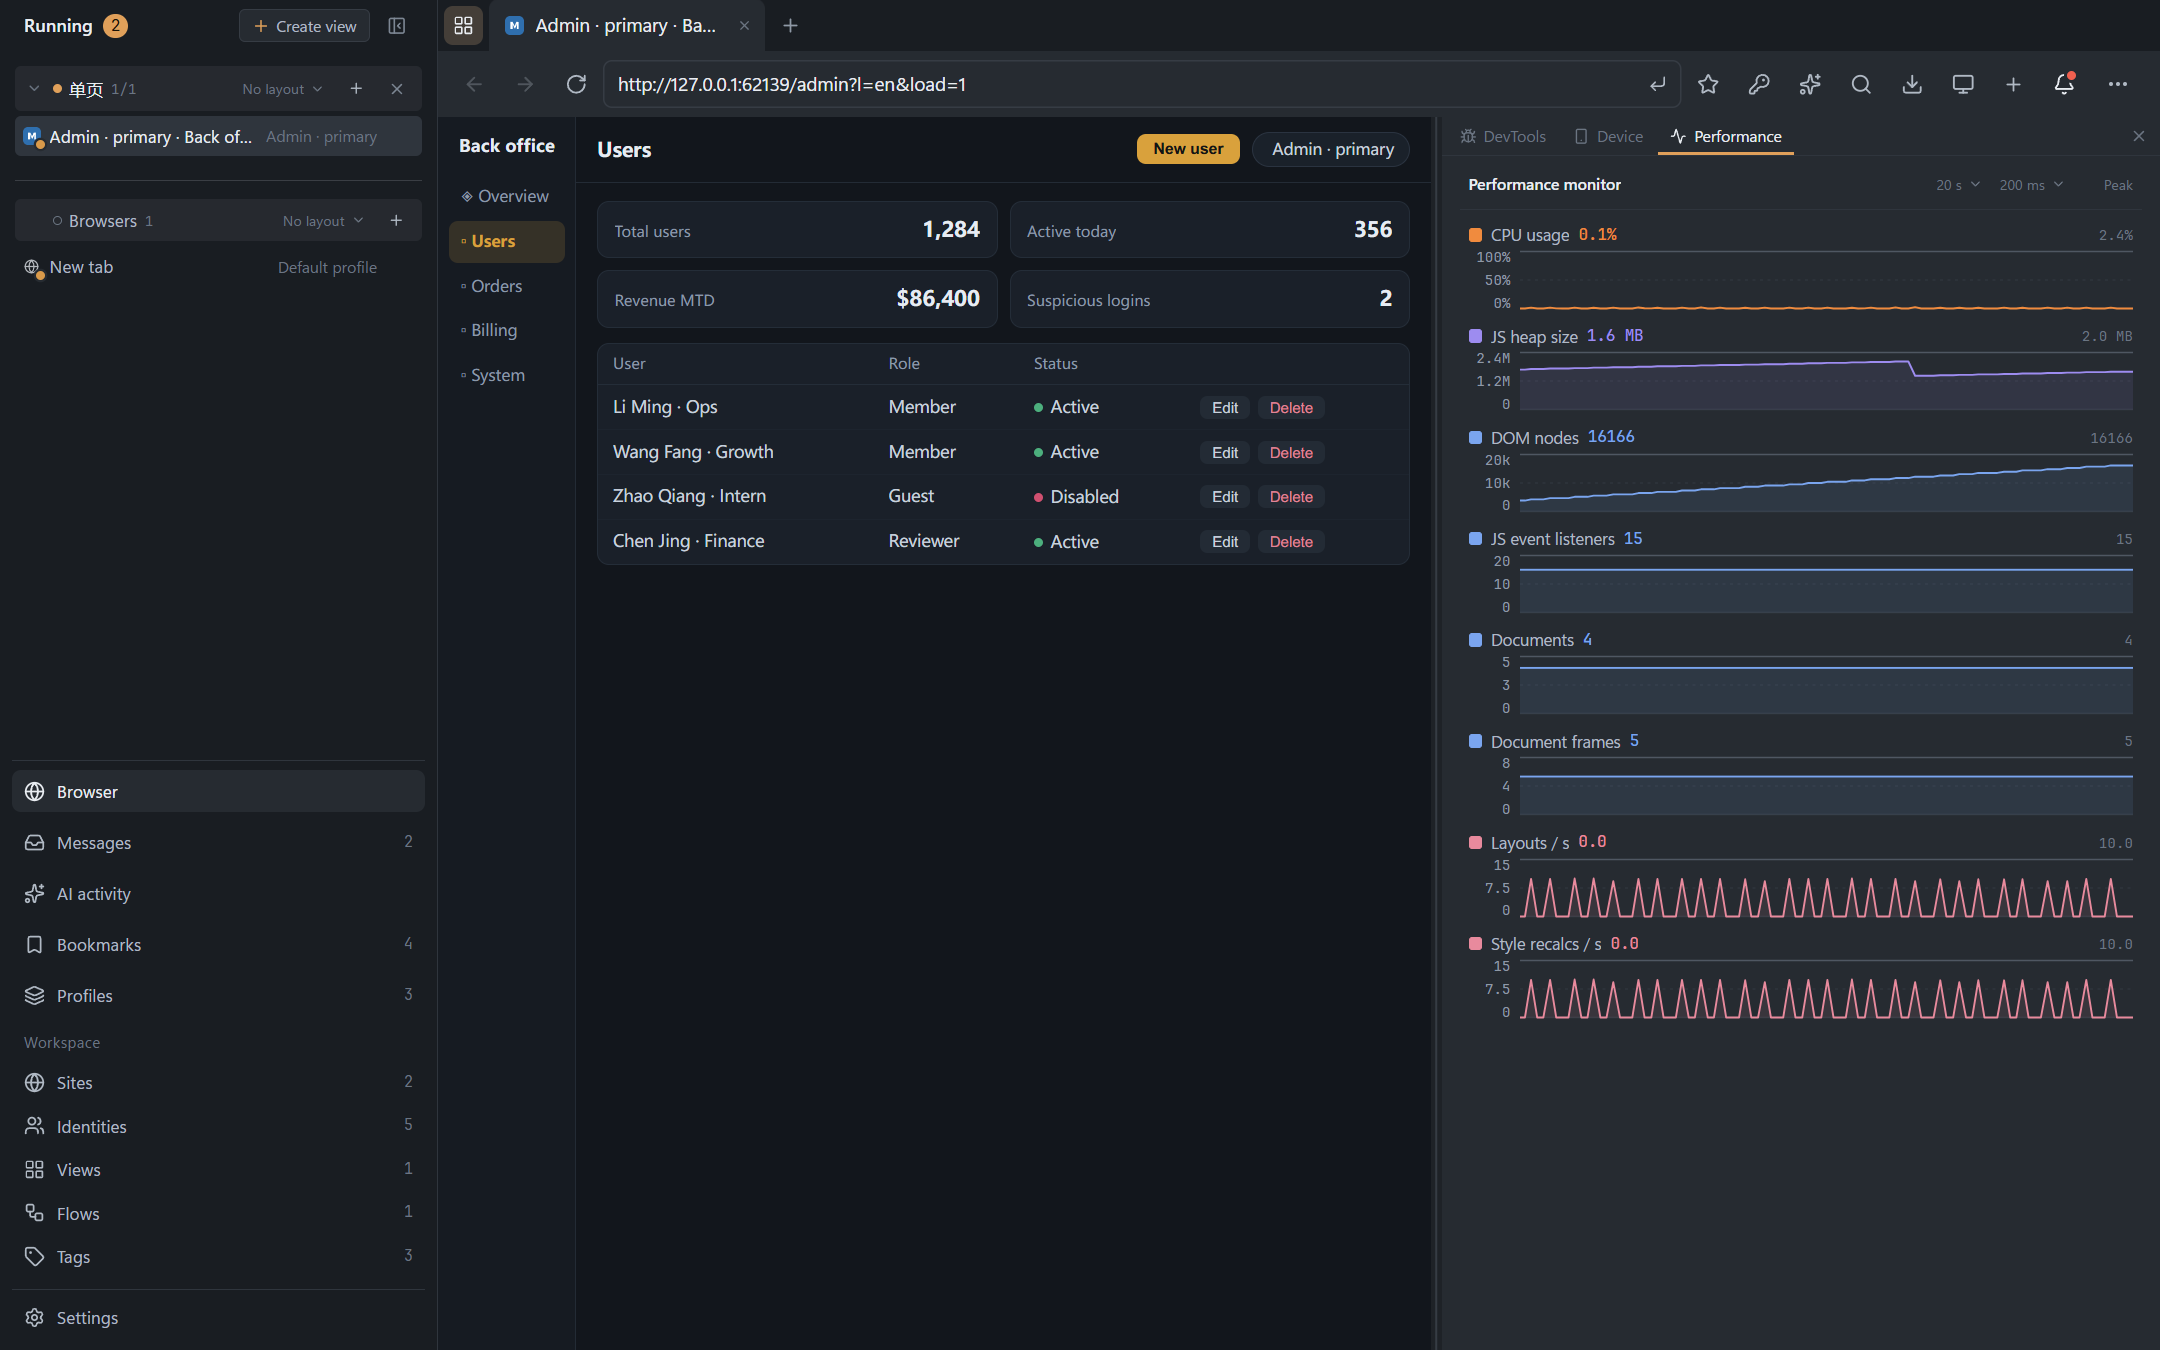 Running 2
Create view
单页 1/1
No layout
Admin · primary · Back of... Admin · primary
Browsers 1
No layout
New tab
Default profile
Browser
Messages 2
AI activity
Bookmarks 4
Profiles 3
Workspace
Sites 2
Identities 5
Views 1
Flows 1
Tags 3
Settings
M Admin · primary · Ba...
http://127.0.0.1:62139/admin?l=en&load=1
Back office
Overview
Users
Orders
Billing
System
Users
New user
Admin · primary
Total users 1,284
Active today 356
Revenue MTD $86,400
Suspicious logins 2
User Role Status
Li Ming · Ops Member Active Edit Delete
Wang Fang · Growth Member Active Edit Delete
Zhao Qiang · Intern Guest Disabled Edit Delete
Chen Jing · Finance Reviewer Active Edit Delete
DevTools Device Performance
Performance monitor 20 s 200 ms Peak
CPU usage 0.1% 2.4%
100%
50%
0%
JS heap size 1.6 MB 2.0 MB
2.4M
1.2M
0
DOM nodes 16166 16166
20k
10k
0
JS event listeners 15 15
20
10
0
Documents 4 4
5
3
0
Document frames 5 5
8
4
0
Layouts / s 0.0 10.0
15
7.5
0
Style recalcs / s 0.0 10.0
15
7.5
0